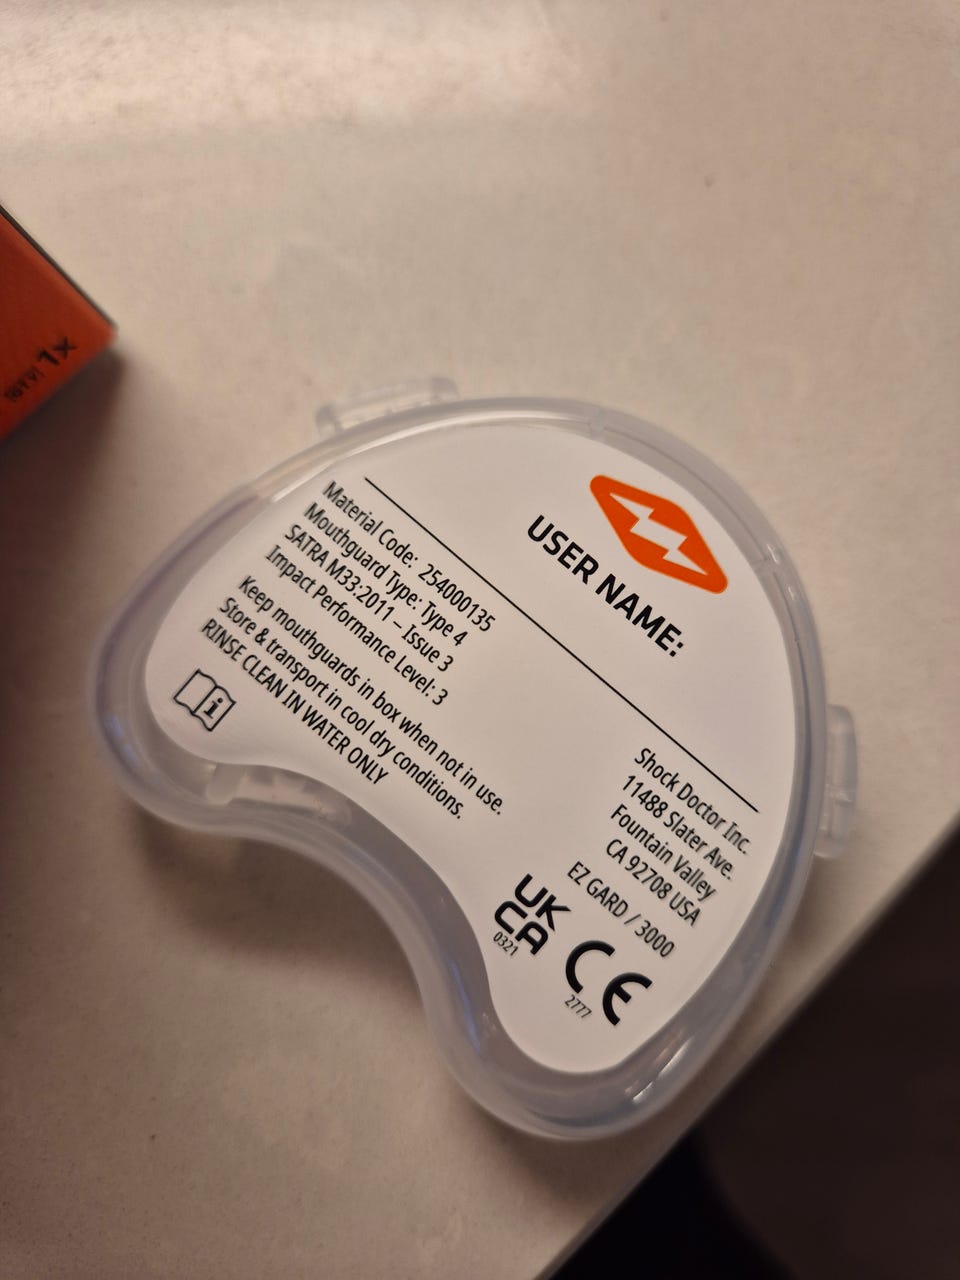 USER NAME:
Material Code: 254000135
Mouthguard Type: Type 4
SATRA M33:2011 – Issue 3
Impact Performance Level: 3
Keep mouthguards in box when not in use.
Store & transport in cool dry conditions.
RINSE CLEAN IN WATER ONLY
i
Shock Doctor Inc.
11488 Slater Ave.
Fountain Valley
CA 92708 USA
EZ GARD / 3000
UK
CA
0321
CE
2777
1x